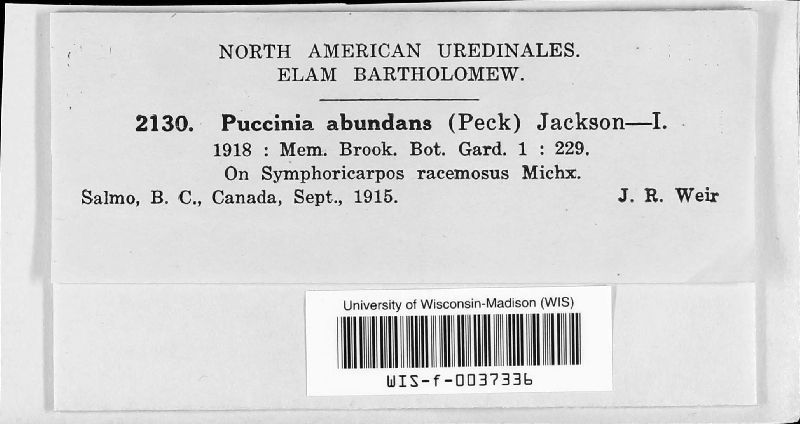 NORTH AMERICAN UREDINALES.
ELAM BARTHOLOMEW.
2130. Puccinia abundans (Peck) Jackson—I.
1918 : Mem. Brook. Bot. Gard. 1 : 229.
On Symphoricarpos racemosus Michx.
Salmo, B. C., Canada, Sept., 1915. J. R. Weir
University of Wisconsin-Madison (WIS)
WIS-f-0037336